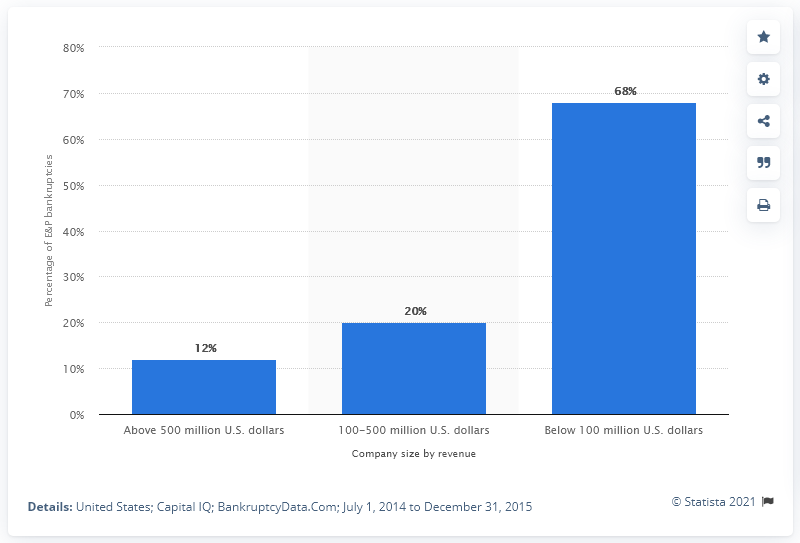 80%
70%
60%
50%
40%
30%
20%
10%
0%
Percentage of E&P bankruptcies
12%
20%
68%
Above 500 million U.S. dollars
100–500 million U.S. dollars
Below 100 million U.S. dollars
Company size by revenue
Details: United States; Capital IQ; BankruptcyData.Com; July 1, 2014 to December 31, 2015
© Statista 2021